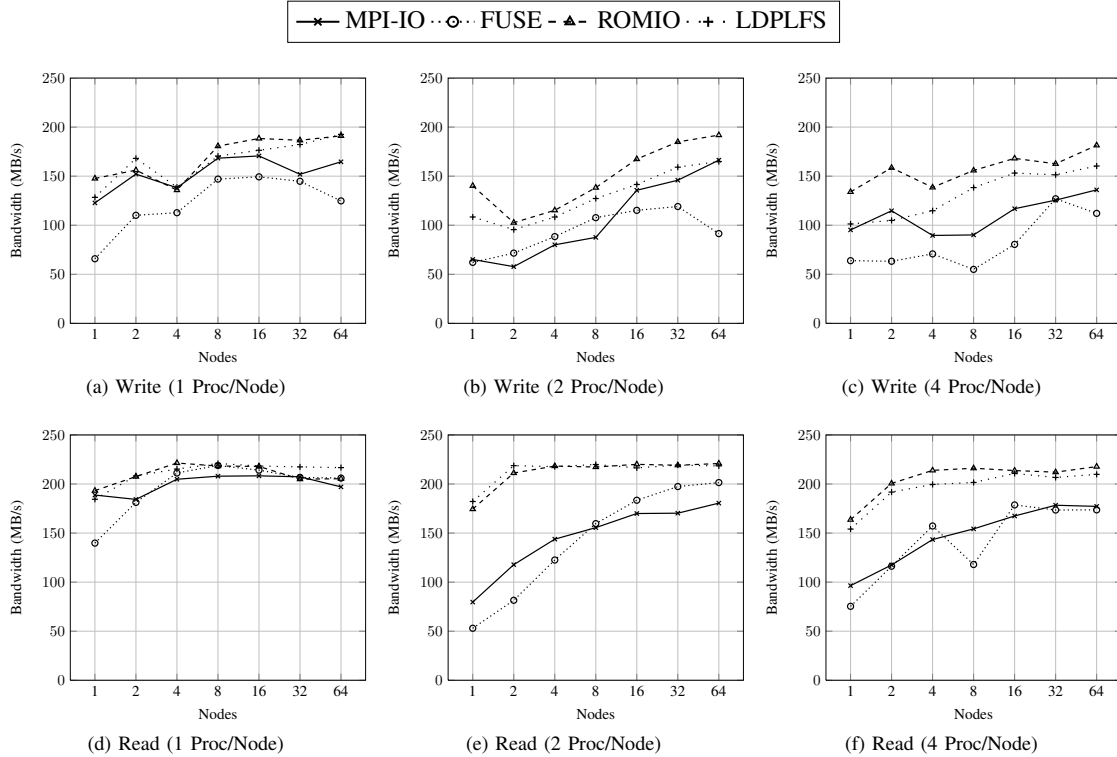 MPI-IO FUSE ROMIO LDPLFS
250
200
150
100
50
0
Bandwidth (MB/s)
1 2 4 8 16 32 64
Nodes
(a) Write (1 Proc/Node)
250
200
150
100
50
0
Bandwidth (MB/s)
1 2 4 8 16 32 64
Nodes
(b) Write (2 Proc/Node)
250
200
150
100
50
0
Bandwidth (MB/s)
1 2 4 8 16 32 64
Nodes
(c) Write (4 Proc/Node)
250
200
150
100
50
0
Bandwidth (MB/s)
1 2 4 8 16 32 64
Nodes
(d) Read (1 Proc/Node)
250
200
150
100
50
0
Bandwidth (MB/s)
1 2 4 8 16 32 64
Nodes
(e) Read (2 Proc/Node)
250
200
150
100
50
0
Bandwidth (MB/s)
1 2 4 8 16 32 64
Nodes
(f) Read (4 Proc/Node)